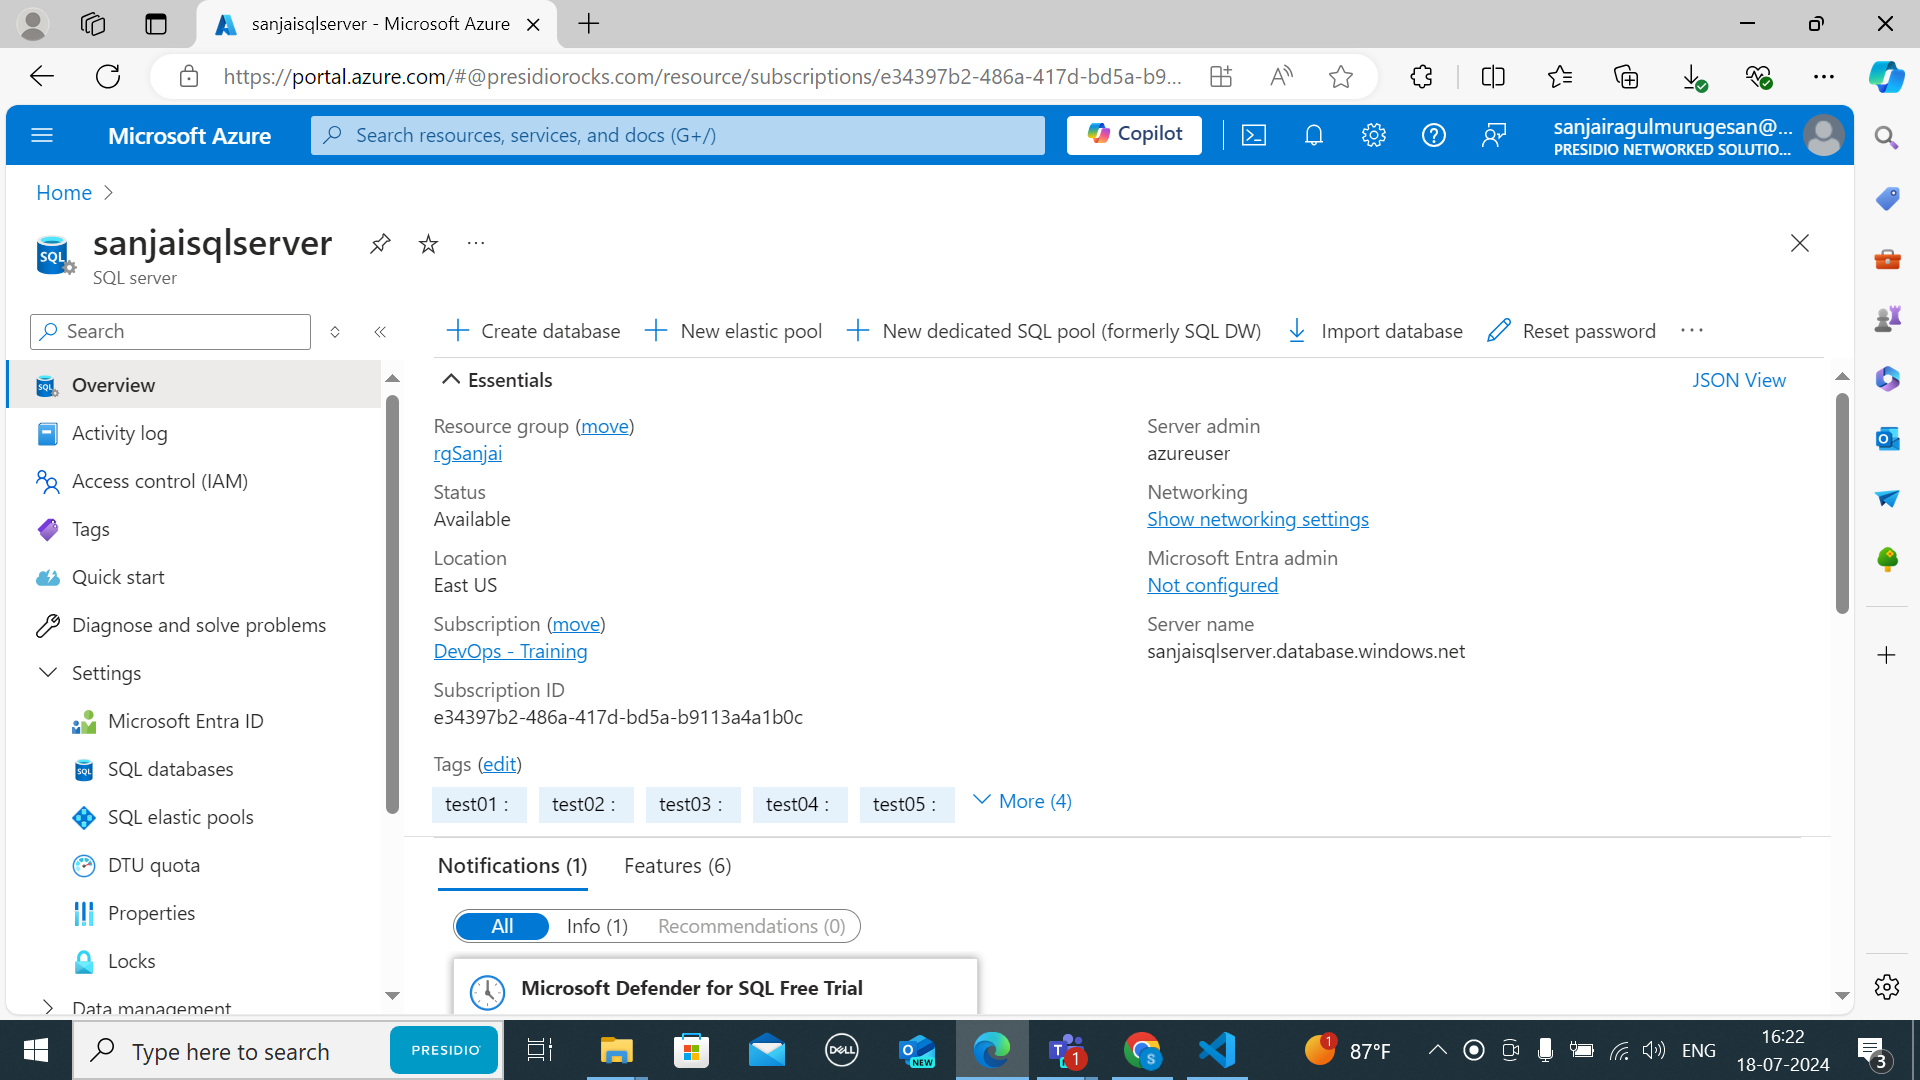 sanjaisqlserver - Microsoft Azure
https://portal.azure.com/#@presidiorocks.com/resource/subscriptions/e34397b2-486a-417d-bd5a-b9...
Microsoft Azure
Search resources, services, and docs (G+/)
Copilot
sanjairagulmurugesan@...
PRESIDIO NETWORKED SOLUTIO...
Home
sanjaisqlserver
SQL server
Search
Create database
New elastic pool
New dedicated SQL pool (formerly SQL DW)
Import database
Reset password
Overview
Activity log
Access control (IAM)
Tags
Quick start
Diagnose and solve problems
Settings
Microsoft Entra ID
SQL databases
SQL elastic pools
DTU quota
Properties
Locks
Data management
Essentials
JSON View
Resource group (move)
rgSanjai
Status
Available
Location
East US
Subscription (move)
DevOps - Training
Subscription ID
e34397b2-486a-417d-bd5a-b9113a4a1b0c
Server admin
azureuser
Networking
Show networking settings
Microsoft Entra admin
Not configured
Server name
sanjaisqlserver.database.windows.net
Tags (edit)
test01 :
test02 :
test03 :
test04 :
test05 :
More (4)
Notifications (1)
Features (6)
All
Info (1)
Recommendations (0)
Microsoft Defender for SQL Free Trial
Type here to search
PRESIDIO
DELL
NEW
1
S
1
87°F
ENG
16:22
18-07-2024
3